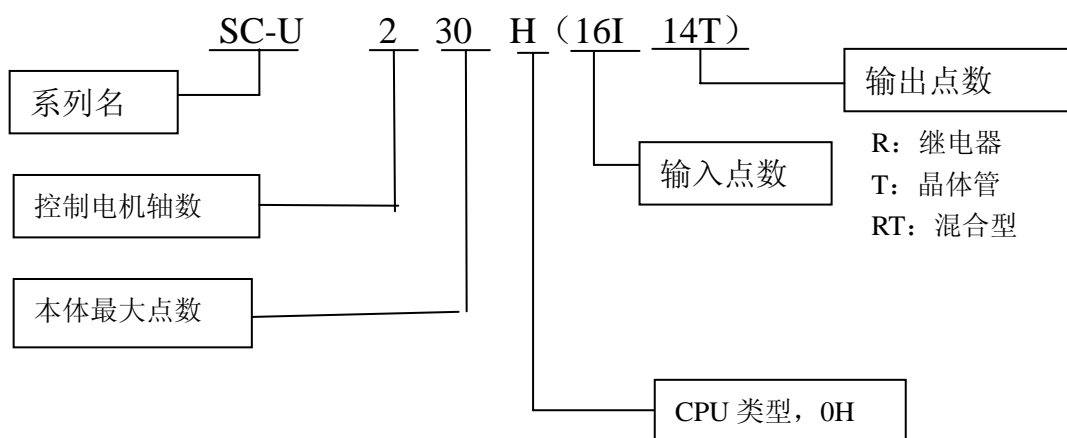 SC-U 2 30 H（16I 14T）
系列名
输出点数
R：继电器
T：晶体管
RT：混合型
输入点数
控制电机轴数
本体最大点数
CPU 类型，0H